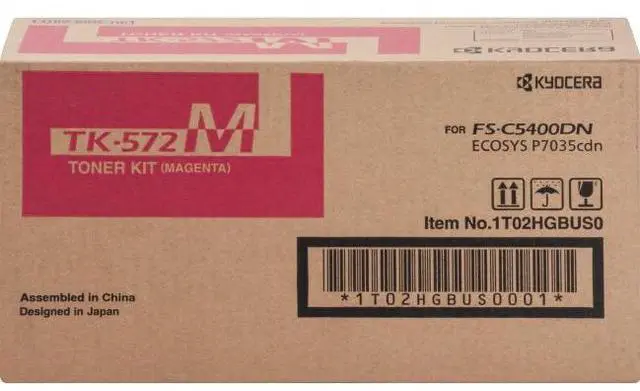 KYOCERA
KYOCERA
TK-572 M
TONER KIT (MAGENTA)
FOR FS-C5400DN
ECOSYS P7035cdn
Item No.1T02HGBUS0
*1T02HGBUS0001*
Assembled in China
Designed in Japan